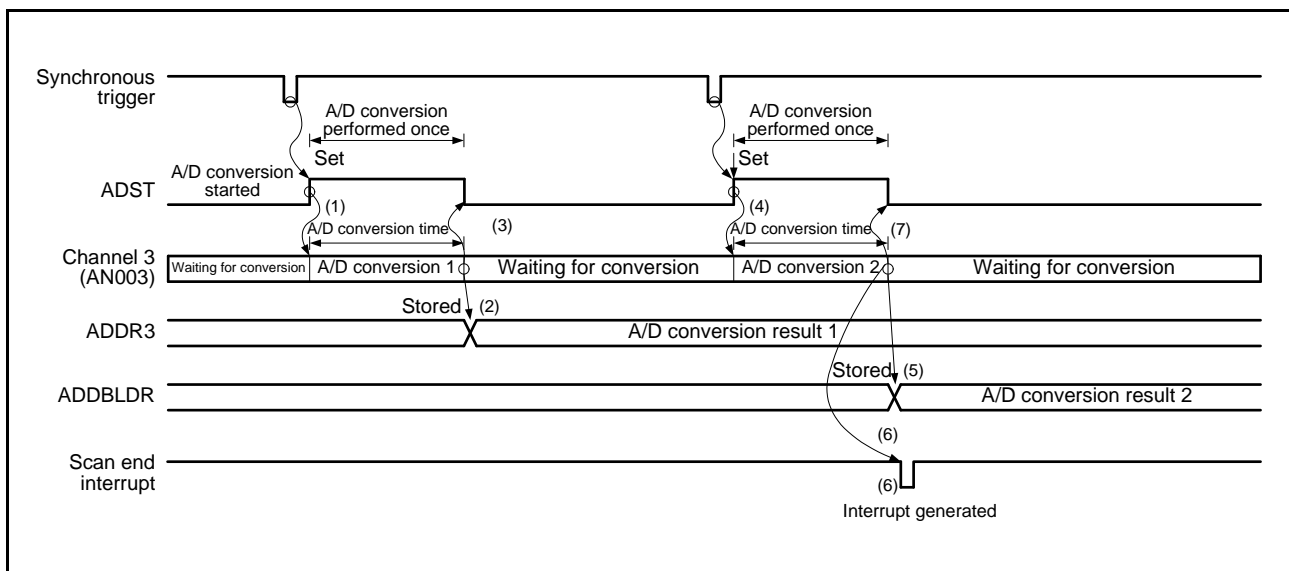 Synchronous
trigger
A/D conversion
performed once
A/D conversion
performed once
Set
Set
A/D conversion
started
ADST
(1)
(3)
(4)
(7)
A/D conversion time
A/D conversion time
Channel 3
(AN003)
Waiting for conversion
A/D conversion 1
Waiting for conversion
A/D conversion 2
Waiting for conversion
Stored
(2)
ADDR3
A/D conversion result 1
Stored
(5)
ADDBLDR
A/D conversion result 2
(6)
Scan end
interrupt
(6)
Interrupt generated